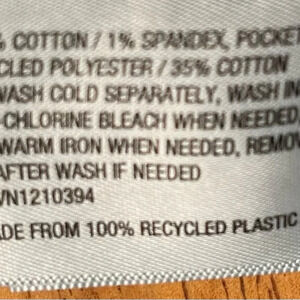 % COTTON / 1% SPANDEX, POCKET
CLED POLYESTER / 35% COTTON
WASH COLD SEPARATELY, WASH IN
-CHLORINE BLEACH WHEN NEEDED,
WARM IRON WHEN NEEDED, REMOV
AFTER WASH IF NEEDED
VN1210394
DE FROM 100% RECYCLED PLASTIC